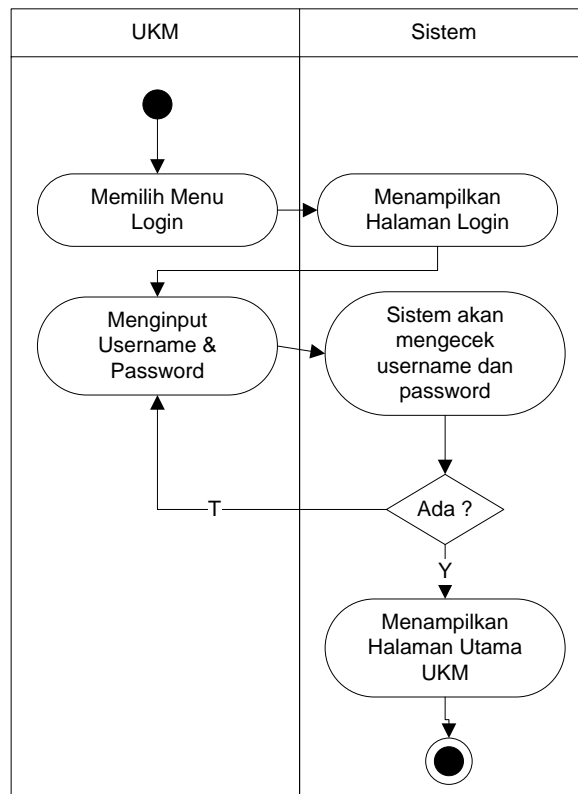 UKM
Sistem
Memilih Menu
Login
Menampilkan
Halaman Login
Menginput
Username &
Password
Sistem akan
mengecek
username dan
password
Ada ?
T
Y
Menampilkan
Halaman Utama
UKM